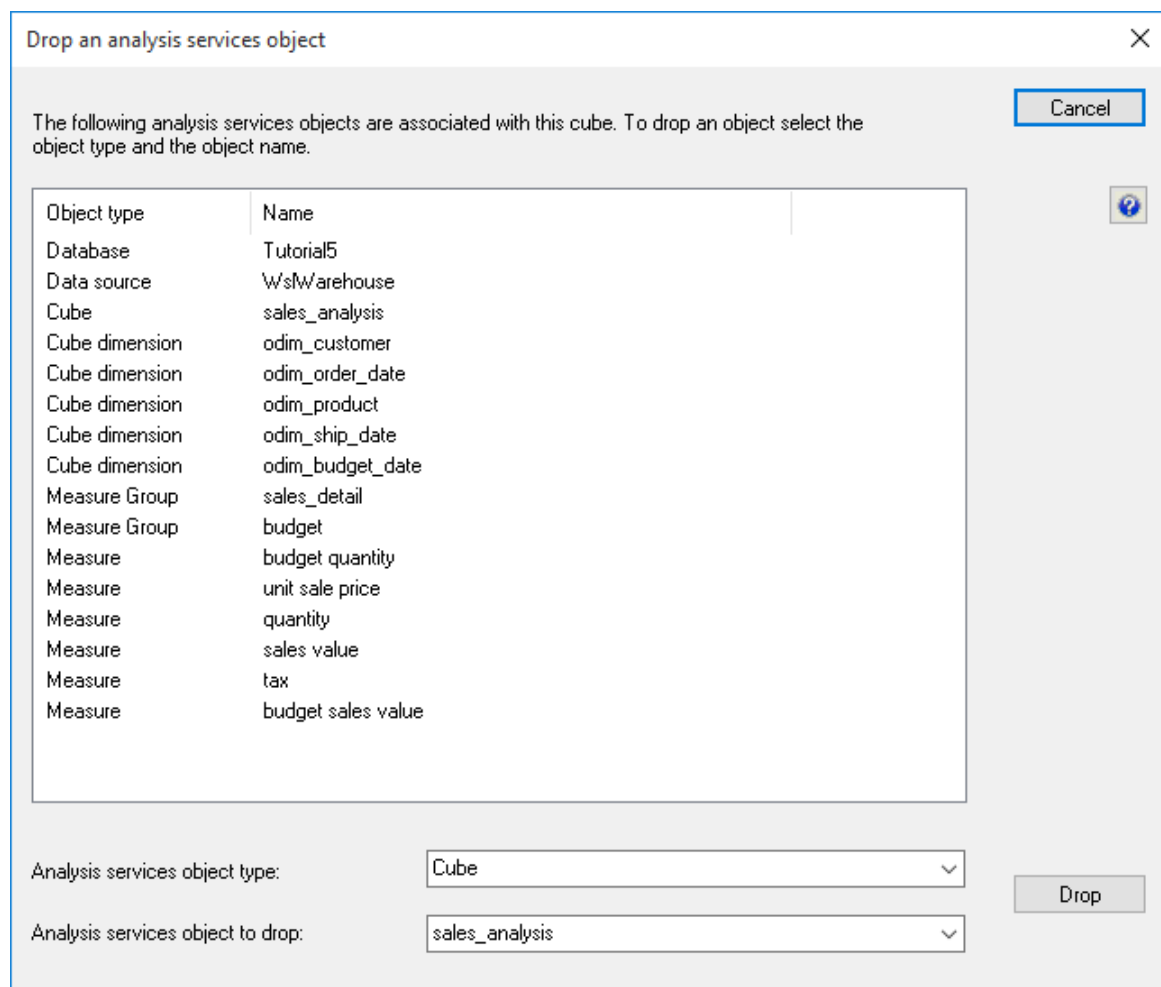 Drop an analysis services object
Cancel
The following analysis services objects are associated with this cube. To drop an object select the
object type and the object name.
Object type Name
Database Tutorial5
Data source WslWarehouse
Cube sales_analysis
Cube dimension odim_customer
Cube dimension odim_order_date
Cube dimension odim_product
Cube dimension odim_ship_date
Cube dimension odim_budget_date
Measure Group sales_detail
Measure Group budget
Measure budget quantity
Measure unit sale price
Measure quantity
Measure sales value
Measure tax
Measure budget sales value
Analysis services object type: Cube
Drop
Analysis services object to drop: sales_analysis